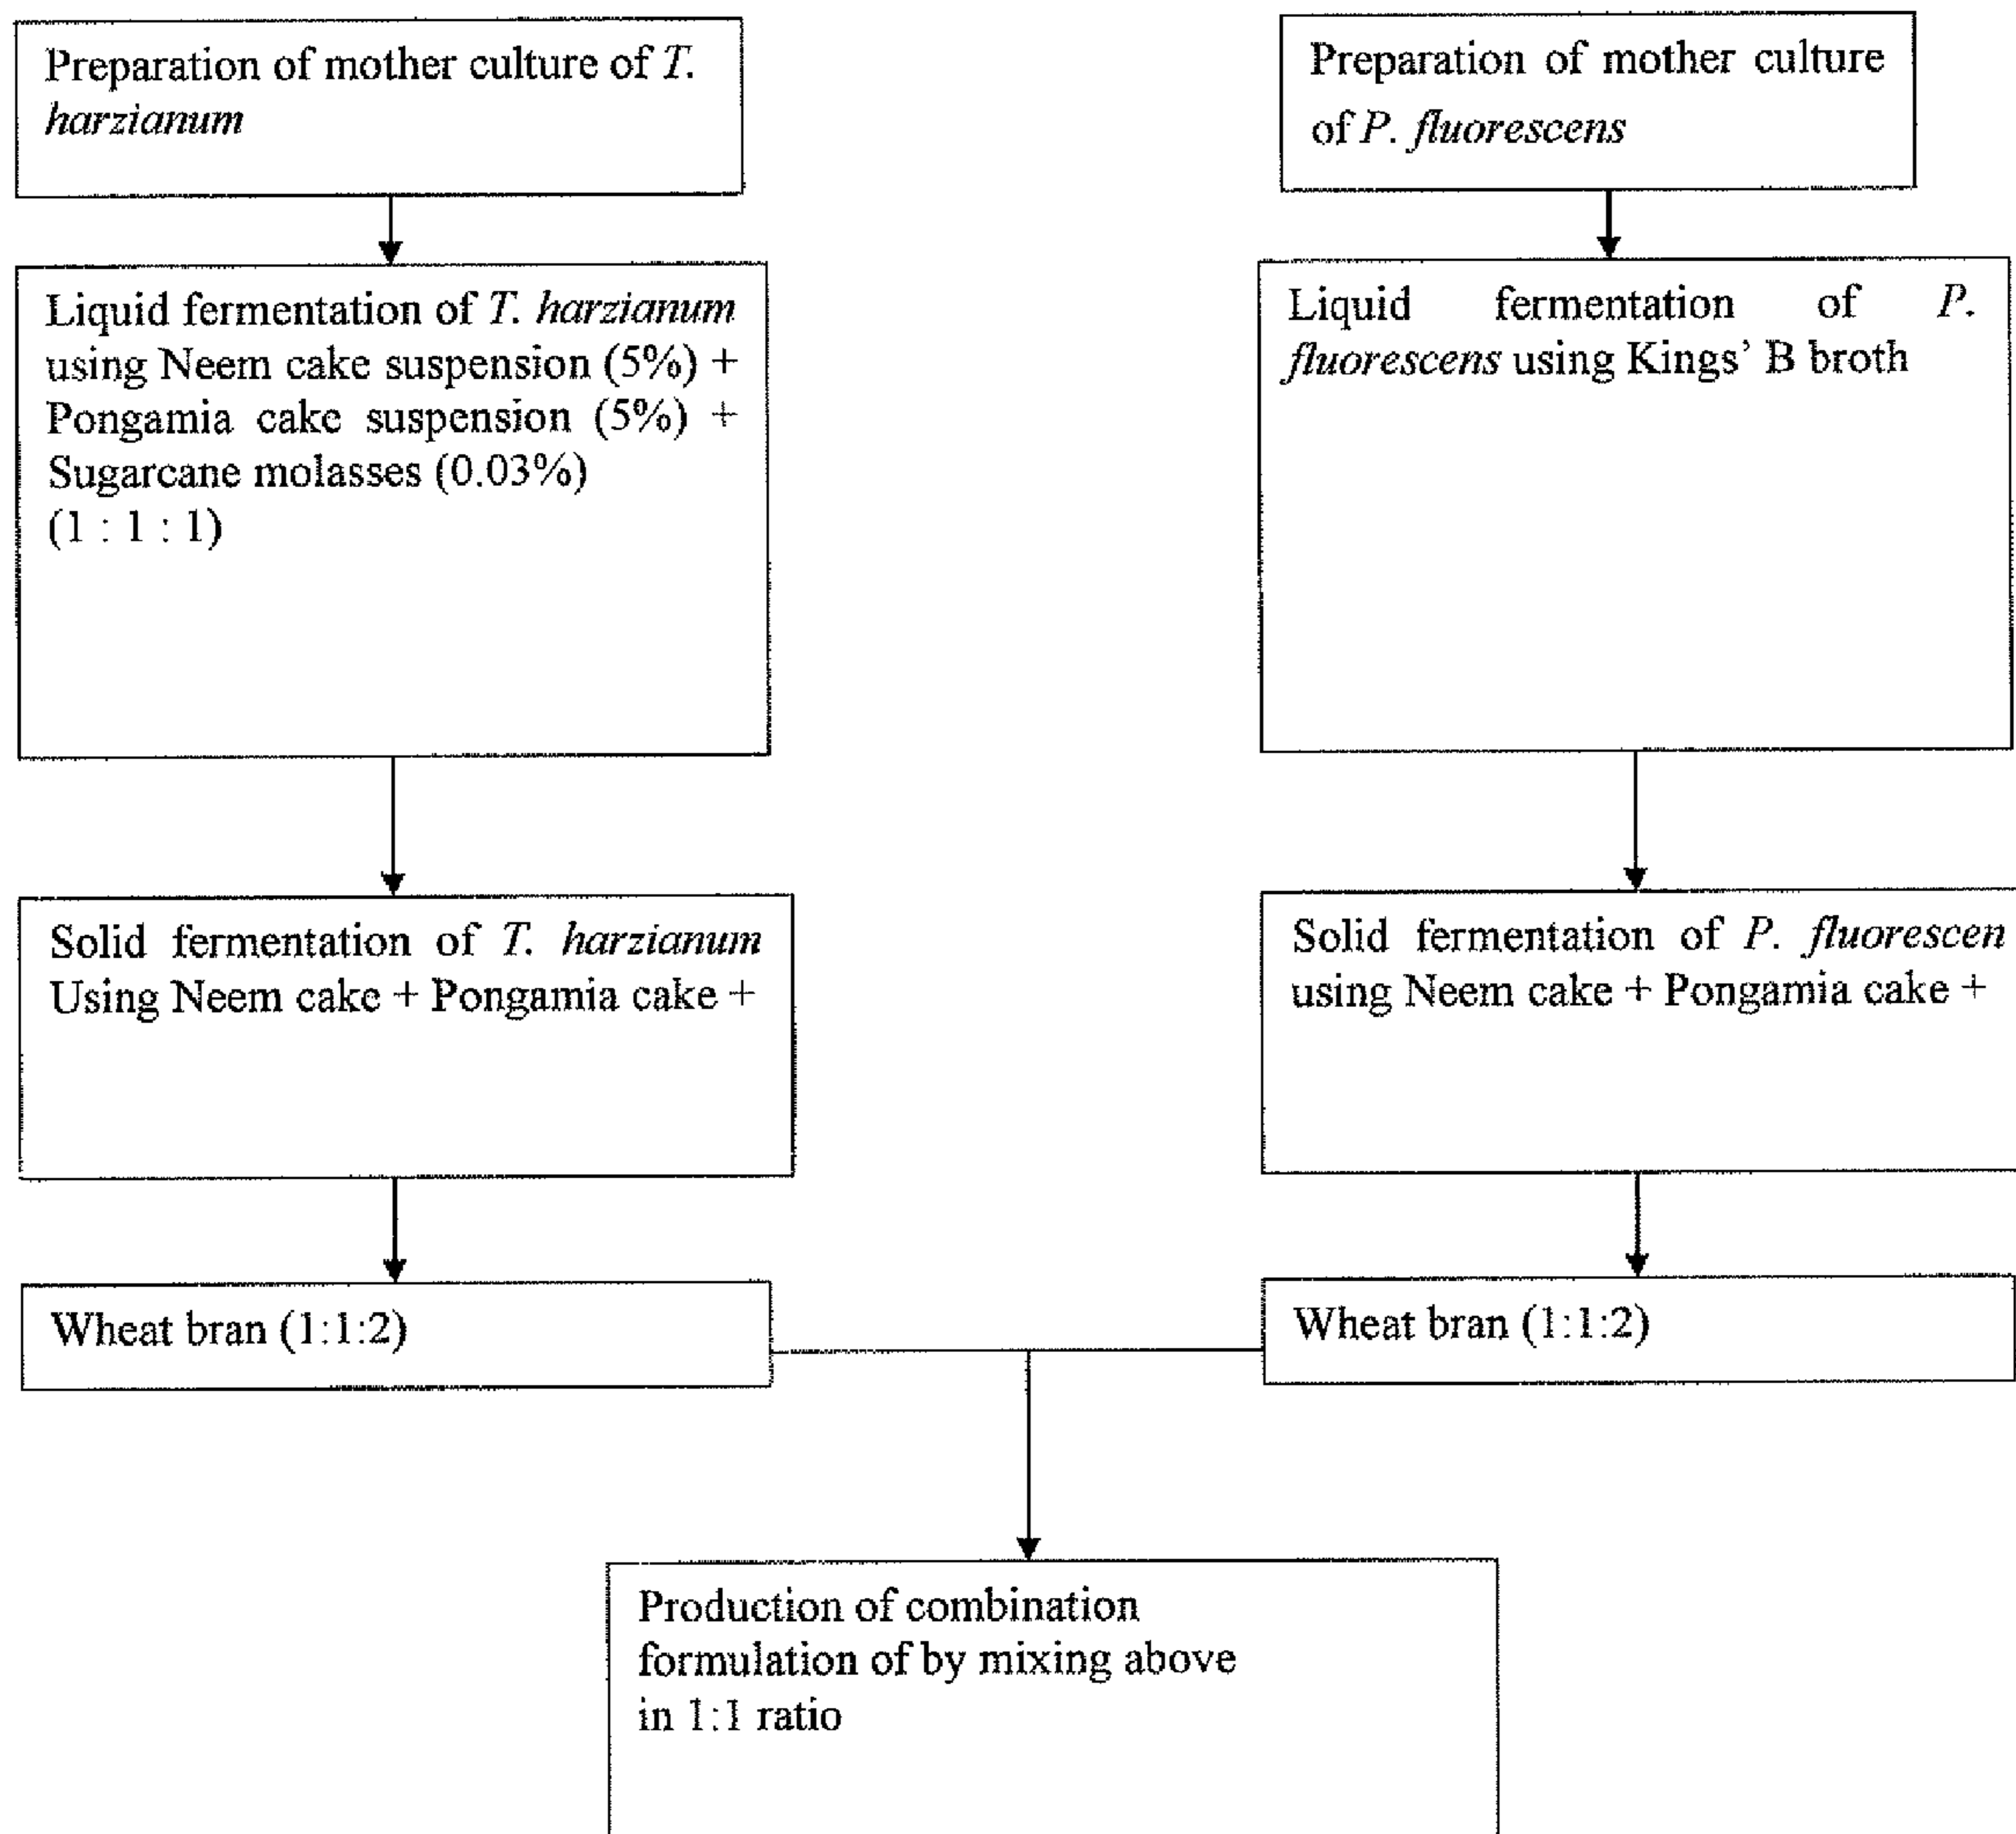 Preparation of mother culture of T.
harzianum
Preparation of mother culture
of P. fluorescens
Liquid fermentation of T. harzianum
using Neem cake suspension (5%) +
Pongamia cake suspension (5%) +
Sugarcane molasses (0.03%)
(1 : 1 : 1)
Liquid fermentation of P.
fluorescens using Kings' B broth
Solid fermentation of T. harzianum
Using Neem cake + Pongamia cake +
Solid fermentation of P. fluorescen
using Neem cake + Pongamia cake +
Wheat bran (1:1:2)
Wheat bran (1:1:2)
Production of combination
formulation of by mixing above
in 1:1 ratio